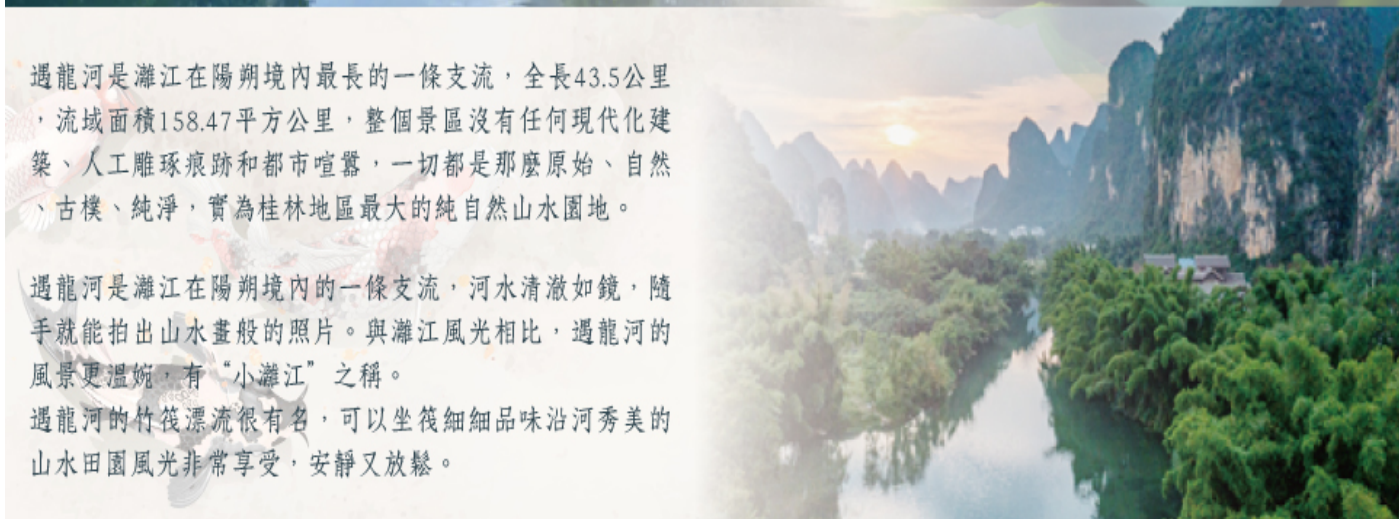 遇龍河是灕江在陽朔境內最長的一條支流，全長43.5公里
，流域面積158.47平方公里，整個景區沒有任何現代化建
築、人工雕琢痕跡和都市喧囂，一切都是那麼原始、自然
、古樸、純淨，實為桂林地區最大的純自然山水園地。
遇龍河是灕江在陽朔境內的一條支流，河水清澈如鏡，隨
手就能拍出山水畫般的照片。與灕江風光相比，遇龍河的
風景更溫婉，有“小灕江”之稱。
遇龍河的竹筏漂流很有名，可以坐筏細細品味沿河秀美的
山水田園風光非常享受，安靜又放鬆。